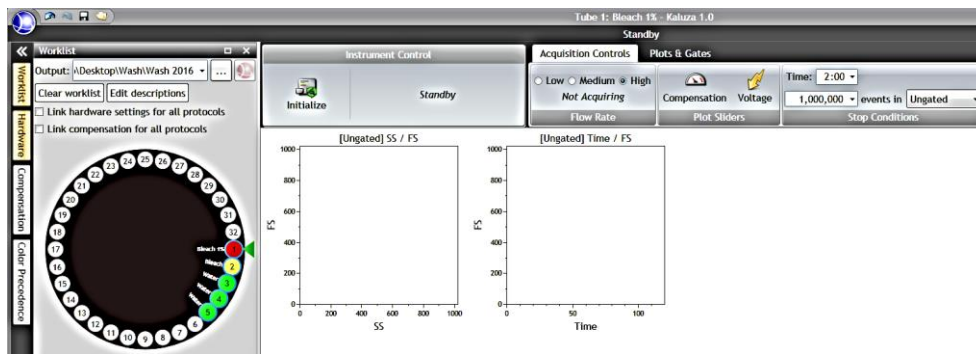 Tube 1: Bleach 1% - Kaluza 1.0
Standby
Worklist
Output: \Desktop\Wash\Wash 2016 ...
Clear worklist Edit descriptions
Link hardware settings for all protocols
Link compensation for all protocols
Worklist
Hardware
Compensation
Color Precedence
24 25 26 27 28 29 30 31 32
23 22 21 20 19 18 17 16 15 14 13 12 11 10 9 8 7 6
Bleach 1% 1
Bleach 2
Water 3
Water 4
Water 5
Instrument Control
Initialize
Standby
Acquisition Controls Plots & Gates
Low Medium High
Not Acquiring
Flow Rate
Compensation Voltage
Plot Sliders
Time: 2:00
1,000,000 events in Ungated
Stop Conditions
[Ungated] SS / FS
1000
800
600
400
200
0
FS
0 200 400 600 800 1000
SS
[Ungated] Time / FS
1000
800
600
400
200
0
FS
0 50 100
Time